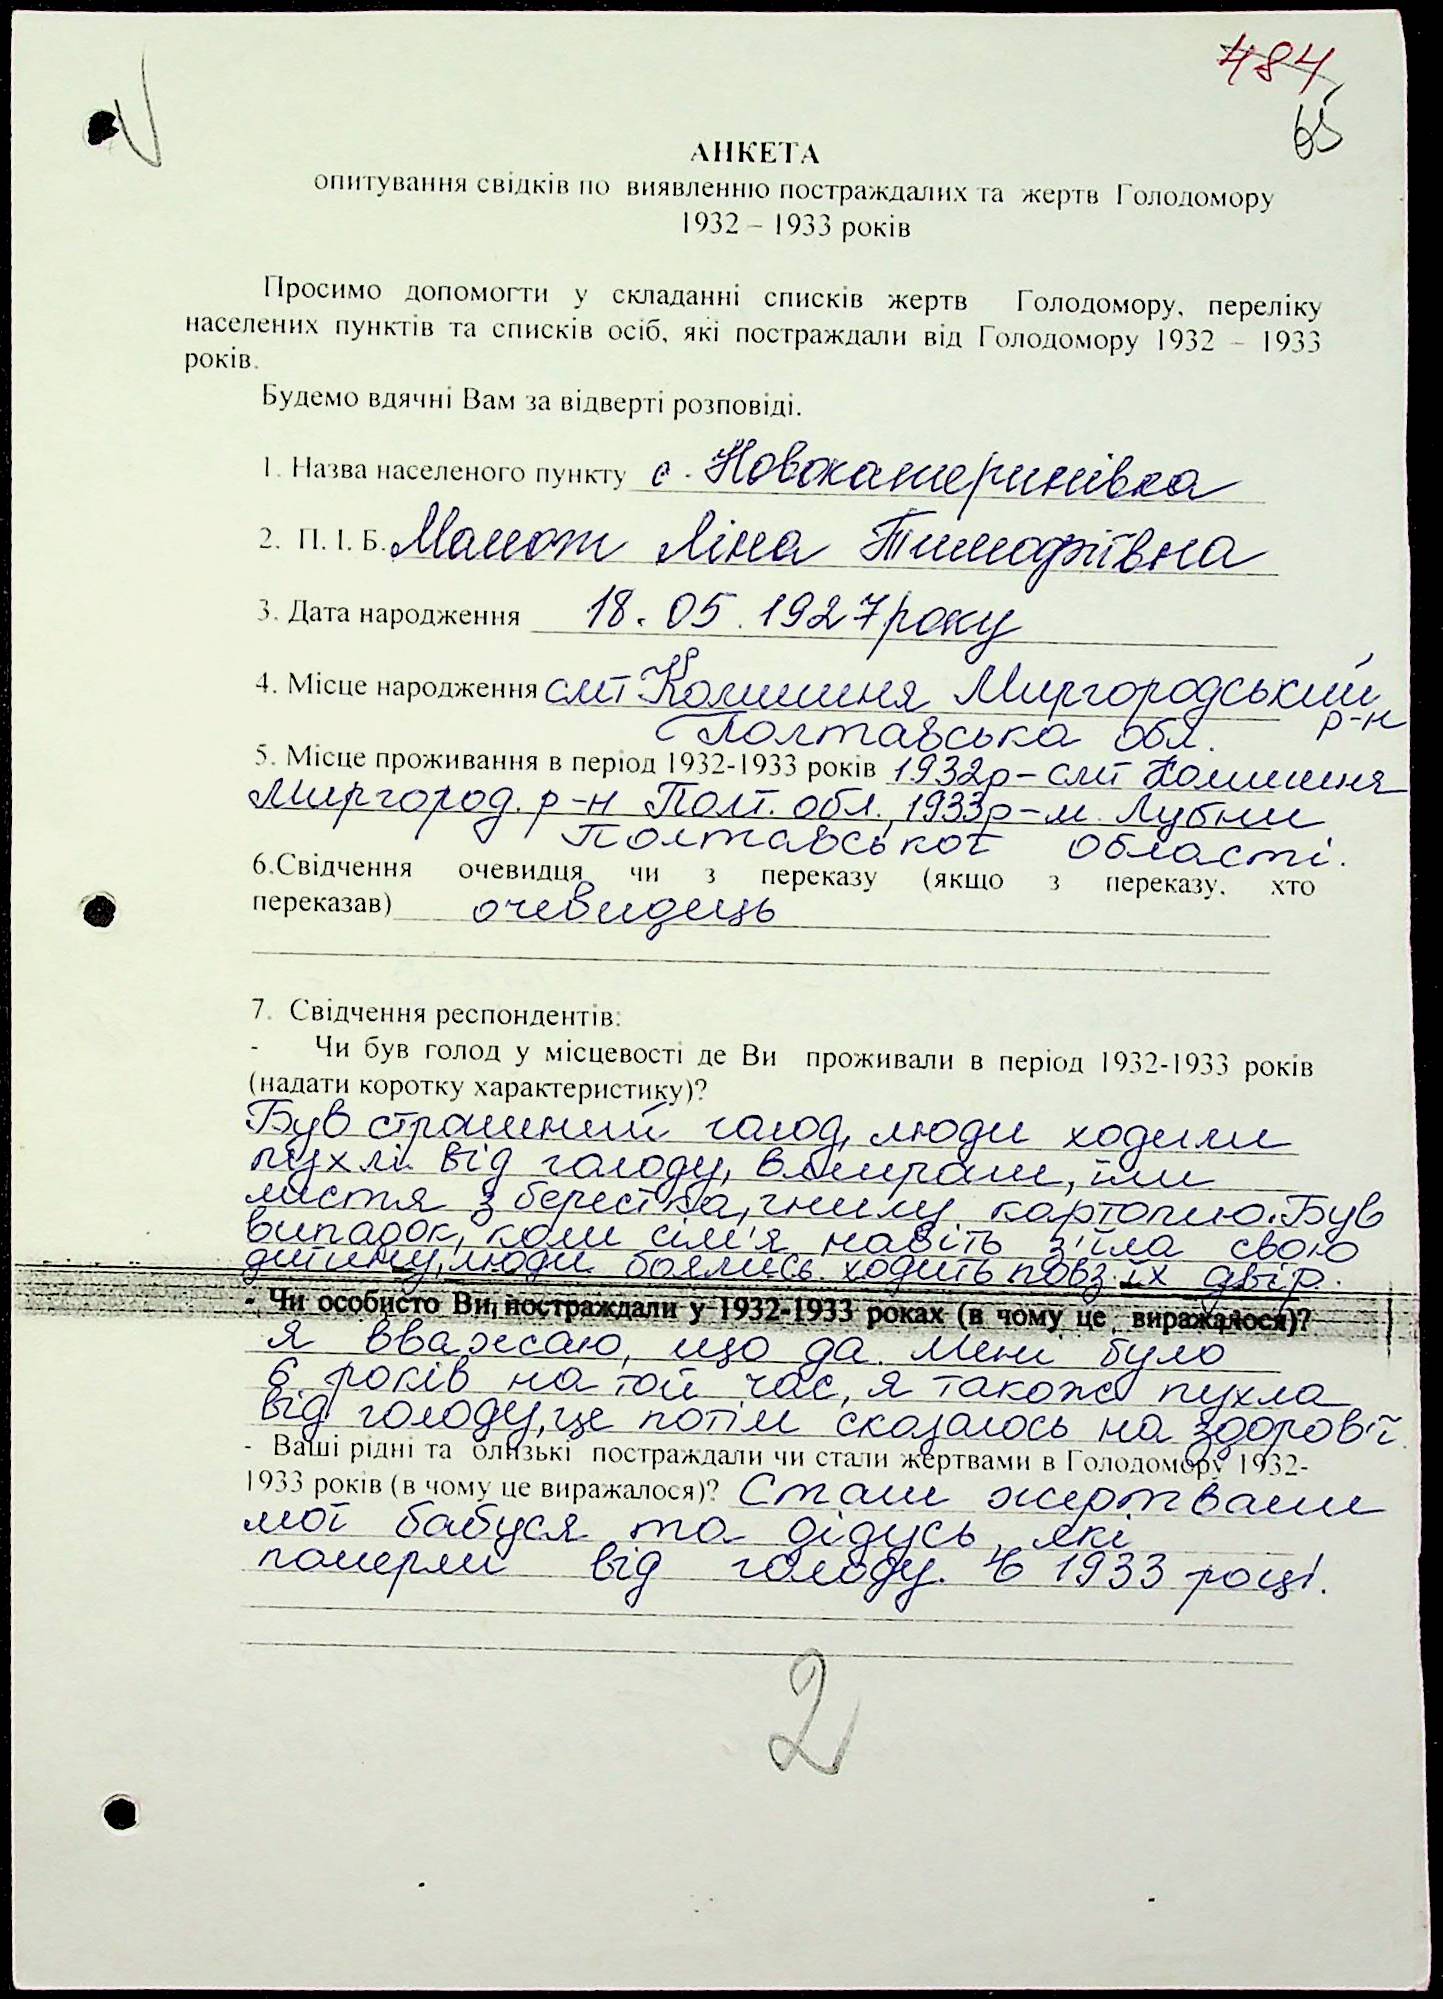 484
65
АНКЕТА
опитування свідків по виявленню постраждалих та жертв Голодомору
1932 – 1933 років
Просимо допомогти у складанні списків жертв Голодомору, переліку
населених пунктів та списків осіб, які постраждали від Голодомору 1932 – 1933
років.
Будемо вдячні Вам за відверті розповіді.
1. Назва населеного пункту с. Новокатеринівка
2. П. І. Б. Ліна Тимофіївна
3. Дата народження 18.05.1927 року
4. Місце народження смт Комишня Миргородський
р-н
Полтавська обл.
5. Місце проживання в період 1932-1933 років 1932р – смт Комишня
Миргород. р-н Полт. обл., 1933р – м. Лубни
Полтавської області.
6.Свідчення очевидця чи з переказу (якщо з переказу, хто
переказав) очевидець
7. Свідчення респондентів:
- Чи був голод у місцевості де Ви проживали в період 1932-1933 років
(надати коротку характеристику)?
Був страшний голод, люди ходили
пухлі від голоду, вмирали, їли
листя з берестка, гнилу картоплю. Був
випадок, коли сім'я навіть з'їла свою
дитину, люди боялись ходить повз їх двір.
- Чи особисто Ви постраждали у 1932-1933 роках (в чому це виражалося)?
Я вважаю, що да. Мені було
6 років на той час, я також пухла
від голоду, це потім сказалось на здоров'ї.
- Ваші рідні та близькі постраждали чи стали жертвами в Голодомору 1932-
1933 років (в чому це виражалося)? Стали жертвами
мої бабуся та дідусь, які
померли від голоду. в 1933 році.
2